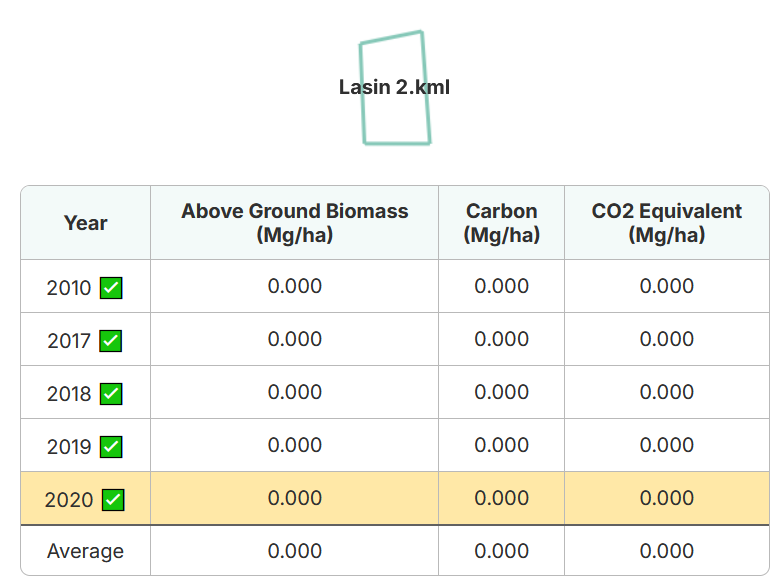 Lasin 2.kml
Year Above Ground Biomass (Mg/ha) Carbon (Mg/ha) CO2 Equivalent (Mg/ha)
2010 ✅ 0.000 0.000 0.000
2017 ✅ 0.000 0.000 0.000
2018 ✅ 0.000 0.000 0.000
2019 ✅ 0.000 0.000 0.000
2020 ✅ 0.000 0.000 0.000
Average 0.000 0.000 0.000